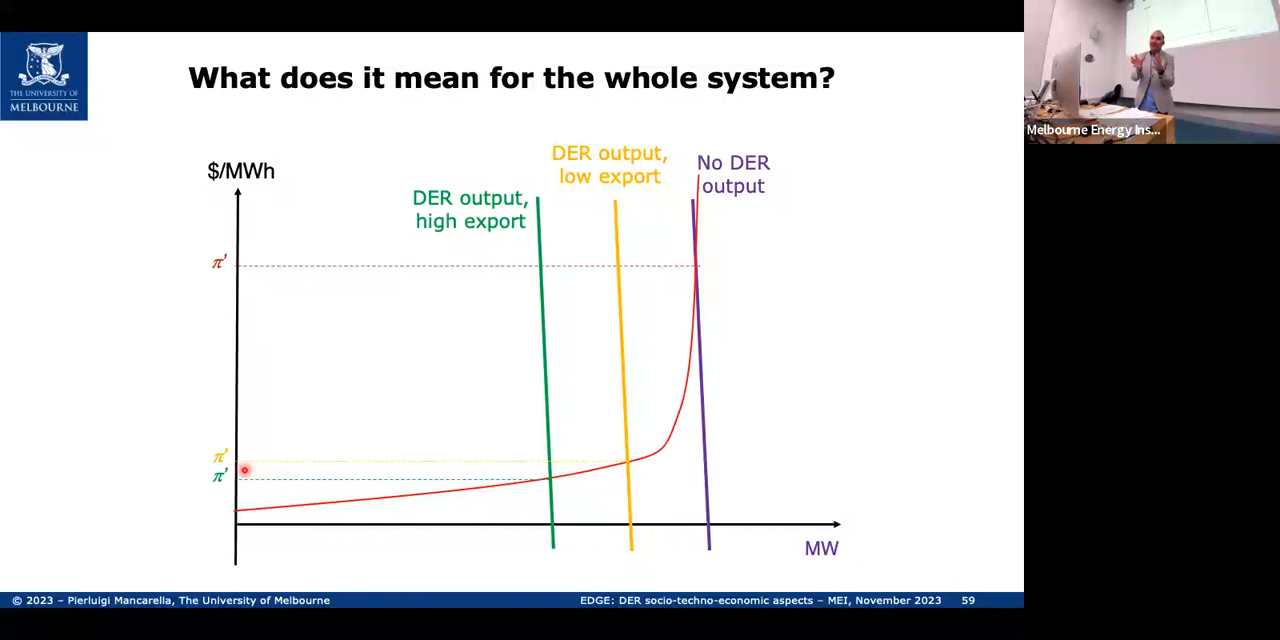 THE UNIVERSITY OF
MELBOURNE
What does it mean for the whole system?
$/MWh
DER output,
high export
DER output,
low export
No DER
output
π'
π'
π'
MW
© 2023 – Pierluigi Mancarella, The University of Melbourne
EDGE: DER socio-techno-economic aspects – MEI, November 2023
59
Melbourne Energy Ins...